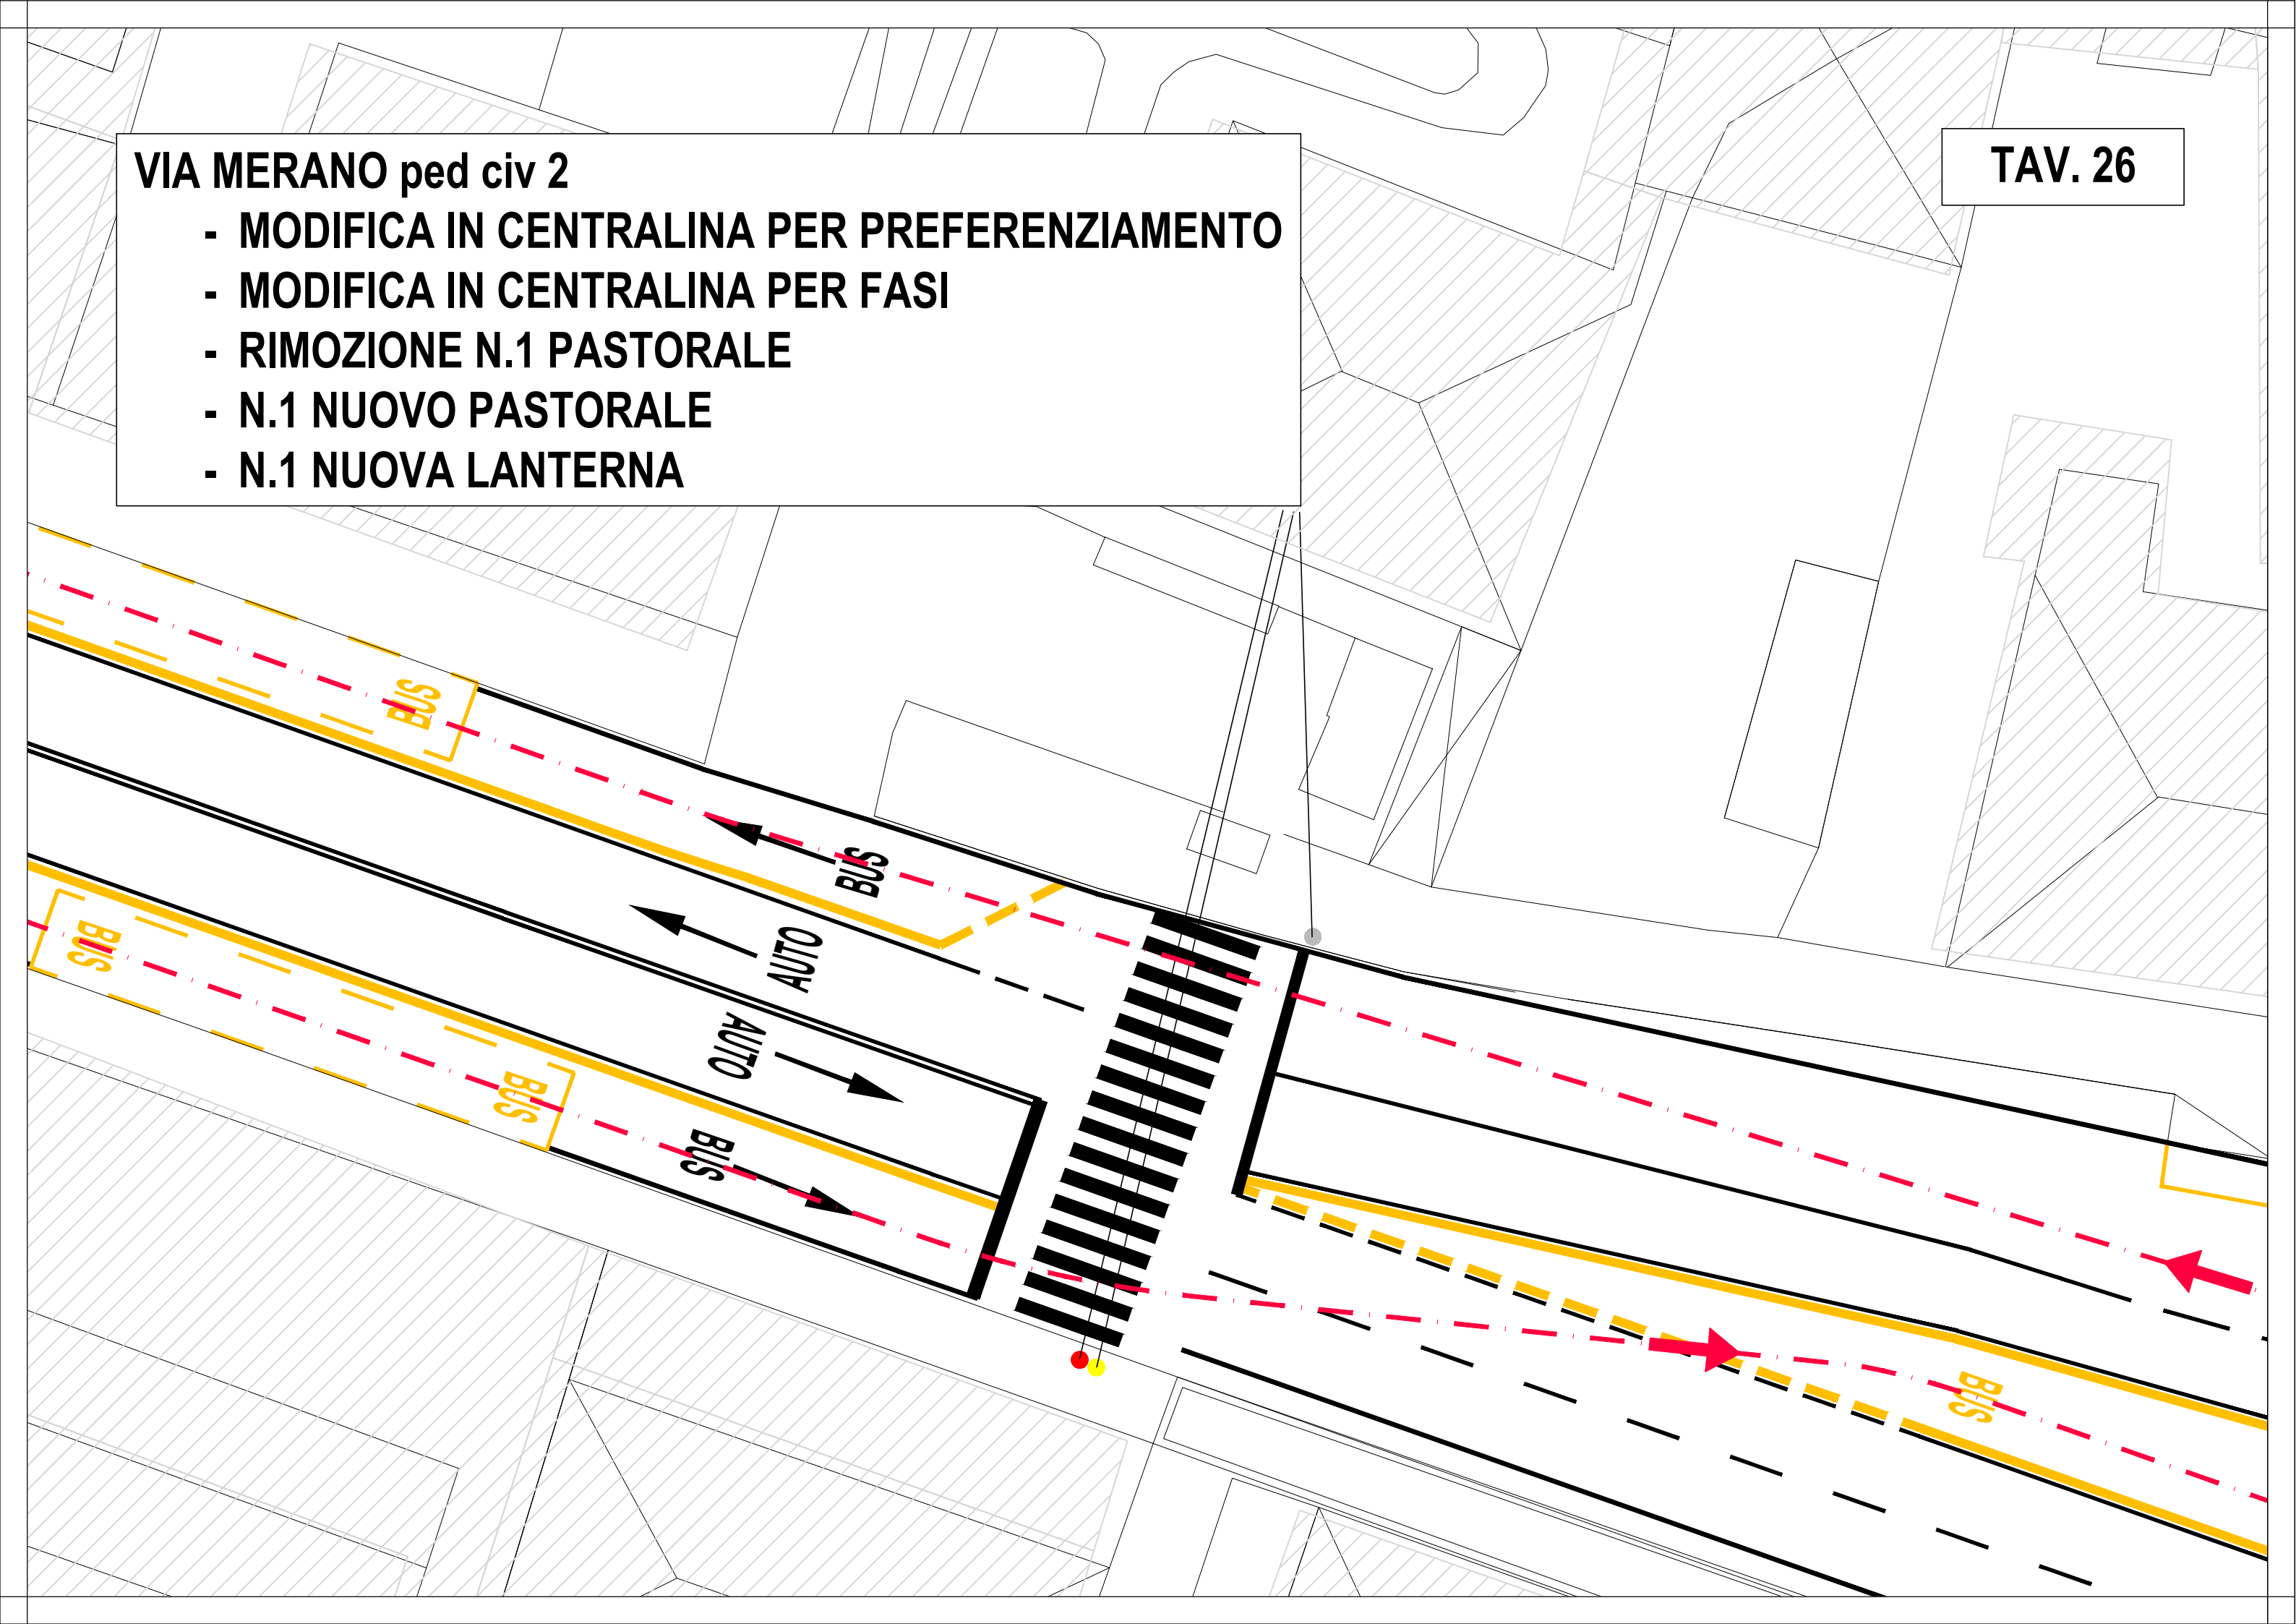 VIA MERANO ped civ 2
- MODIFICA IN CENTRALINA PER PREFERENZIAMENTO
- MODIFICA IN CENTRALINA PER FASI
- RIMOZIONE N.1 PASTORALE
- N.1 NUOVO PASTORALE
- N.1 NUOVA LANTERNA
TAV. 26
BUS
BUS
AUTO
BUS
AUTO
BUS
BUS
BUS